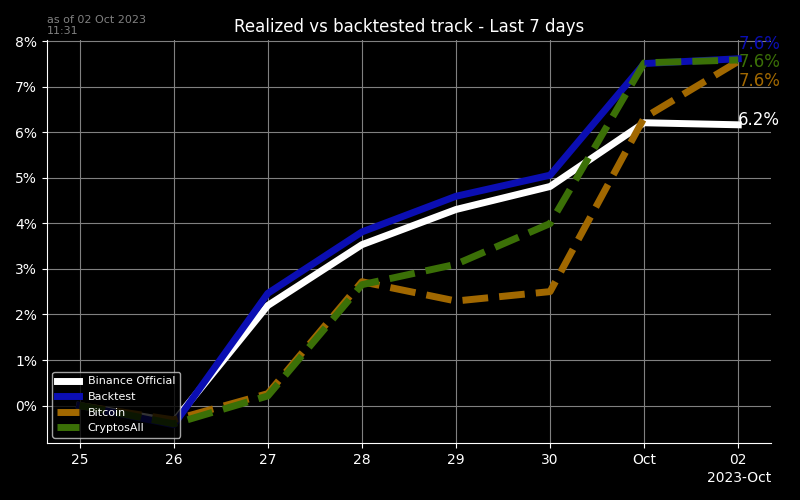 as of 02 Oct 2023
11:31
Realized vs backtested track - Last 7 days
8%
7%
6%
5%
4%
3%
2%
1%
0%
7.6%
7.6%
7.6%
6.2%
Binance Official
Backtest
Bitcoin
CryptosAll
25 26 27 28 29 30 Oct 02
2023-Oct